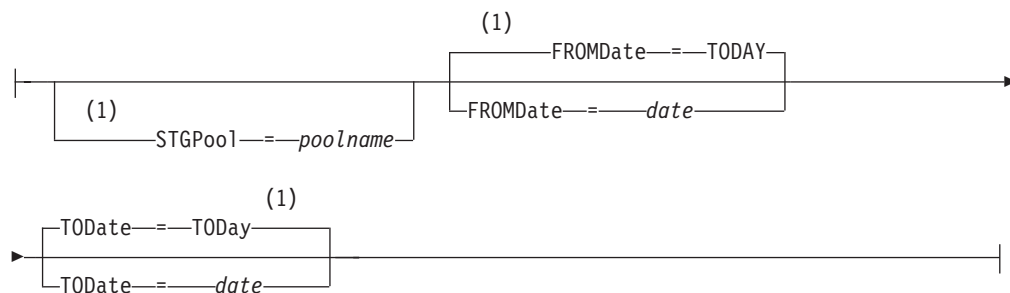 (1)
FROMDate = TODAY
(1)
STGPool = poolname
FROMDate = date
(1)
TODate = TODay
TODate = date